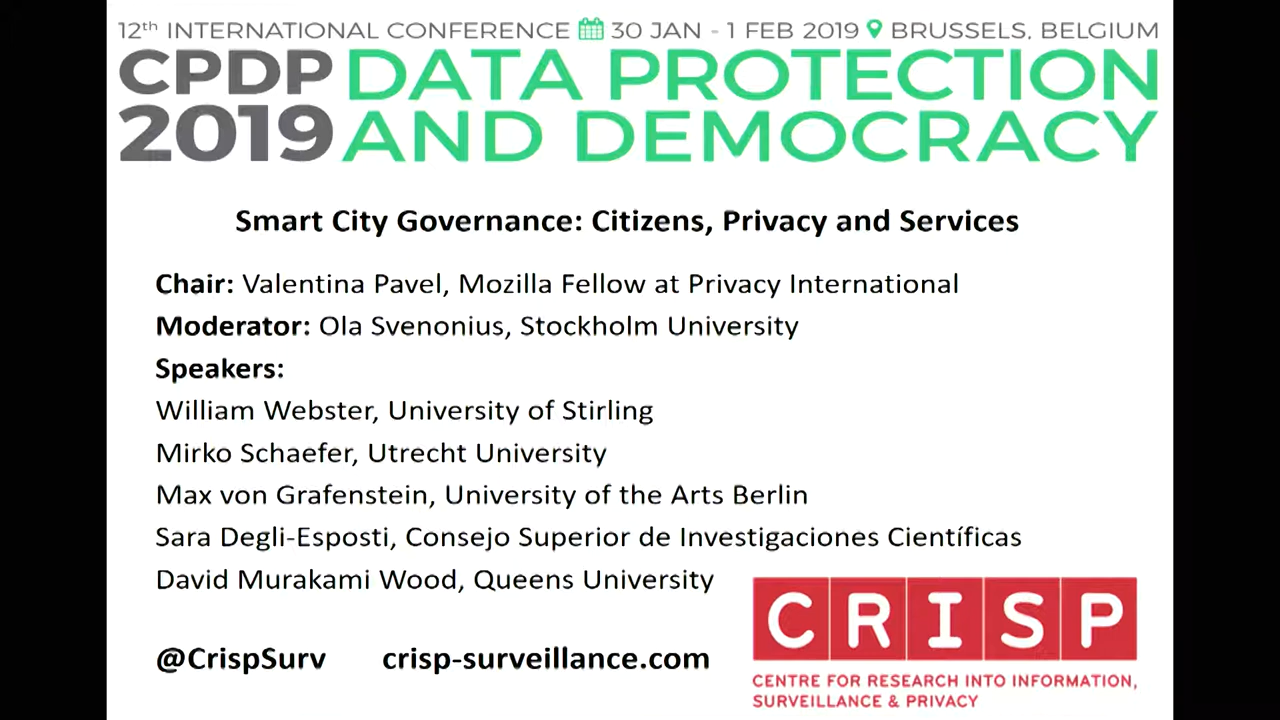 12th INTERNATIONAL CONFERENCE 30 JAN - 1 FEB 2019 BRUSSELS, BELGIUM
CPDP DATA PROTECTION
2019 AND DEMOCRACY
Smart City Governance: Citizens, Privacy and Services
Chair: Valentina Pavel, Mozilla Fellow at Privacy International
Moderator: Ola Svenonius, Stockholm University
Speakers:
William Webster, University of Stirling
Mirko Schaefer, Utrecht University
Max von Grafenstein, University of the Arts Berlin
Sara Degli-Esposti, Consejo Superior de Investigaciones Científicas
David Murakami Wood, Queens University
@CrispSurv crisp-surveillance.com
CRISP
CENTRE FOR RESEARCH INTO INFORMATION,
SURVEILLANCE & PRIVACY